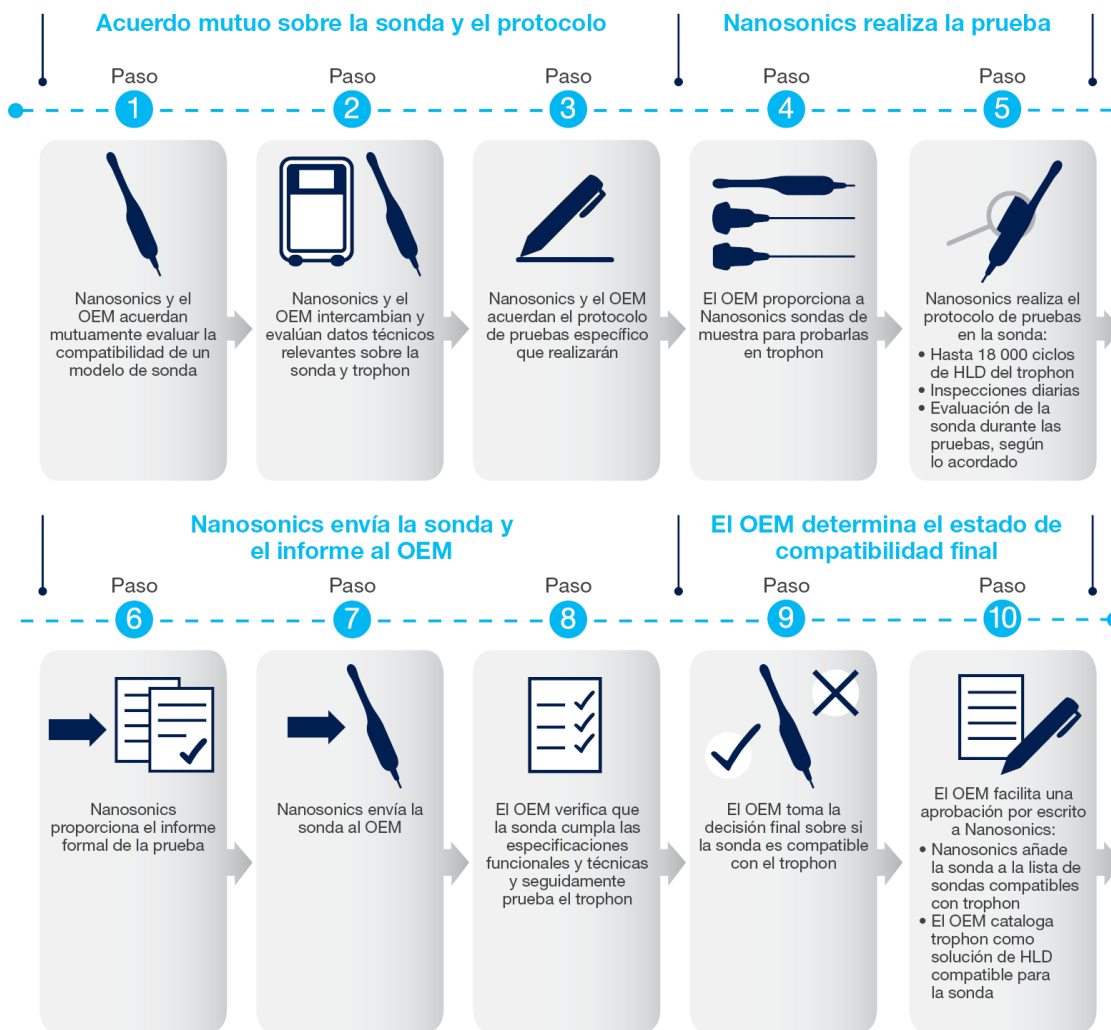 Acuerdo mutuo sobre la sonda y el protocolo
Nanosonics realiza la prueba
Paso
1
Nanosonics y el
OEM acuerdan
mutuamente evaluar la
compatibilidad de un
modelo de sonda
Paso
2
Nanosonics y el
OEM intercambian y
evalúan datos técnicos
relevantes sobre la
sonda y trophon
Paso
3
Nanosonics y el OEM
acuerdan el protocolo
de pruebas específico
que realizarán
Paso
4
El OEM proporciona a
Nanosonics sondas de
muestra para probarlas
en trophon
Paso
5
Nanosonics realiza el
protocolo de pruebas
en la sonda:
• Hasta 18 000 ciclos
de HLD del trophon
• Inspecciones diarias
• Evaluación de la
sonda durante las
pruebas, según
lo acordado
Nanosonics envía la sonda y
el informe al OEM
El OEM determina el estado de
compatibilidad final
Paso
6
Nanosonics
proporciona el informe
formal de la prueba
Paso
7
Nanosonics envía la
sonda al OEM
Paso
8
El OEM verifica que
la sonda cumpla las
especificaciones
funcionales y técnicas
y seguidamente
prueba el trophon
Paso
9
El OEM toma la
decisión final sobre si
la sonda es compatible
con el trophon
Paso
10
El OEM facilita una
aprobación por escrito
a Nanosonics:
• Nanosonics añade
la sonda a la lista de
sondas compatibles
con trophon
• El OEM cataloga
trophon como
solución de HLD
compatible para
la sonda